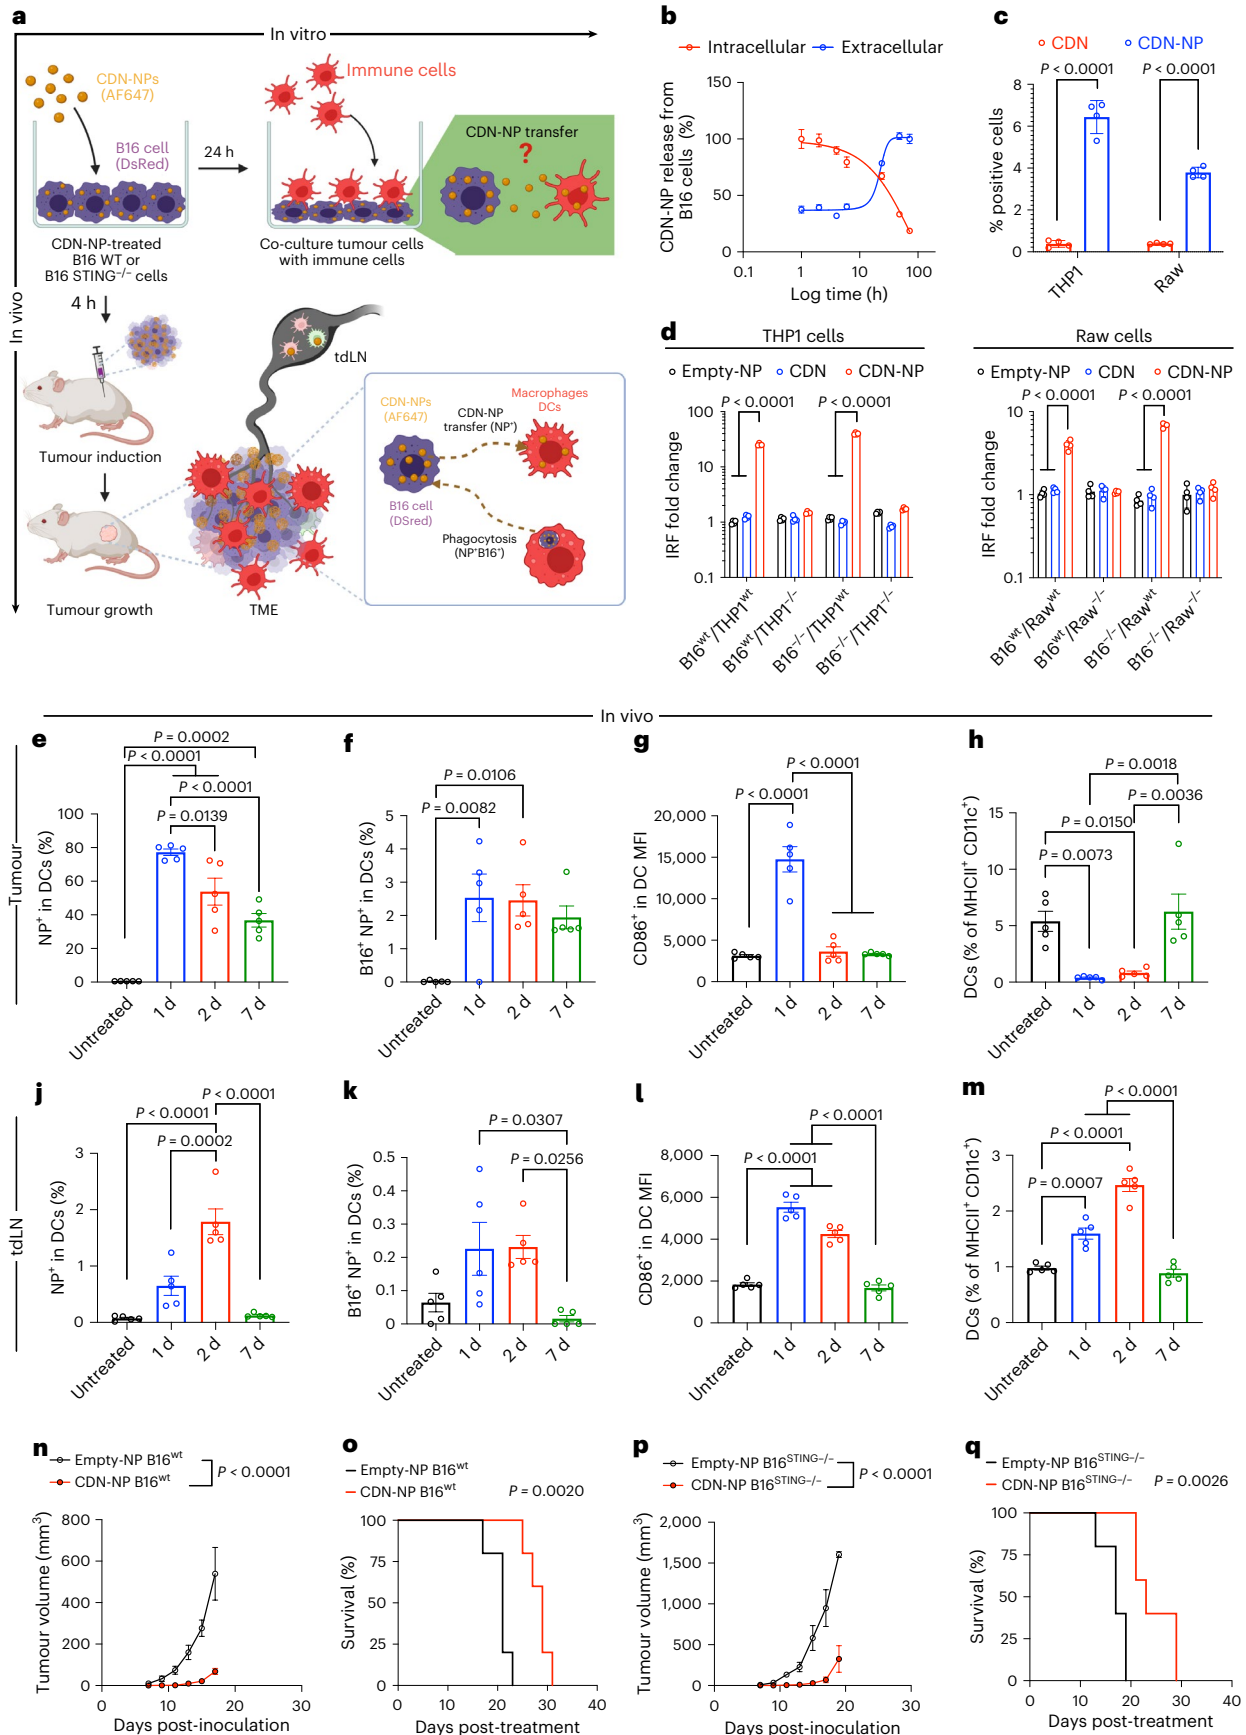 a
In vitro
In vivo
CDN-NPs
(AF647)
B16 cell
(DsRed)
24 h
Immune cells
CDN-NP transfer
?
CDN-NP-treated
B16 WT or
B16 STING−/− cells
Co-culture tumour cells
with immune cells
4 h
Tumour induction
Tumour growth
tdLN
TME
CDN-NPs
(AF647)
CDN-NP
transfer (NP+)
Macrophages
DCs
B16 cell
(DSred)
Phagocytosis
(NP+B16+)
b
Intracellular
Extracellular
CDN-NP release from
B16 cells (%)
150
100
50
0
0.1
1
10
100
Log time (h)
c
CDN
CDN-NP
P < 0.0001
P < 0.0001
% positive cells
8
6
4
2
0
THP1
Raw
d
THP1 cells
Empty-NP
CDN
CDN-NP
P < 0.0001
P < 0.0001
IRF fold change
100
10
1
0.1
B16wt/THP1wt
B16wt/THP1−/−
B16−/−/THP1wt
B16−/−/THP1−/−
Raw cells
Empty-NP
CDN
CDN-NP
P < 0.0001
P < 0.0001
IRF fold change
10
1
0.1
B16wt/Rawwt
B16wt/Raw−/−
B16−/−/Rawwt
B16−/−/Raw−/−
In vivo
Tumour
e
P = 0.0002
P < 0.0001
P < 0.0001
P = 0.0139
NP+ in DCs (%)
100
80
60
40
20
0
Untreated
1 d
2 d
7 d
f
P = 0.0106
P = 0.0082
B16+ NP+ in DCs (%)
5
4
3
2
1
0
Untreated
1 d
2 d
7 d
g
P < 0.0001
P < 0.0001
CD86+ in DC MFI
20,000
15,000
10,000
5,000
0
Untreated
1 d
2 d
7 d
h
P = 0.0018
P = 0.0036
P = 0.0150
P = 0.0073
DCs (% of MHCII+ CD11c+)
15
10
5
0
Untreated
1 d
2 d
7 d
tdLN
j
P < 0.0001
P < 0.0001
P = 0.0002
NP+ in DCs (%)
3
2
1
0
Untreated
1 d
2 d
7 d
k
P = 0.0307
P = 0.0256
B16+ NP+ in DCs (%)
0.5
0.4
0.3
0.2
0.1
0
Untreated
1 d
2 d
7 d
l
P < 0.0001
P < 0.0001
CD86+ in DC MFI
8,000
6,000
4,000
2,000
0
Untreated
1 d
2 d
7 d
m
P < 0.0001
P < 0.0001
P = 0.0007
DCs (% of MHCII+ CD11c+)
3
2
1
0
Untreated
1 d
2 d
7 d
n
Empty-NP B16wt
CDN-NP B16wt
P < 0.0001
Tumour volume (mm3)
800
600
400
200
0
0
10
20
30
Days post-inoculation
o
Empty-NP B16wt
CDN-NP B16wt
P = 0.0020
Survival (%)
100
75
50
25
0
0
10
20
30
40
Days post-treatment
p
Empty-NP B16STING−/−
CDN-NP B16STING−/−
P < 0.0001
Tumour volume (mm3)
2,000
1,500
1,000
500
0
0
10
20
30
Days post-inoculation
q
Empty-NP B16STING−/−
CDN-NP B16STING−/−
P = 0.0026
Survival (%)
100
75
50
25
0
0
10
20
30
40
Days post-treatment